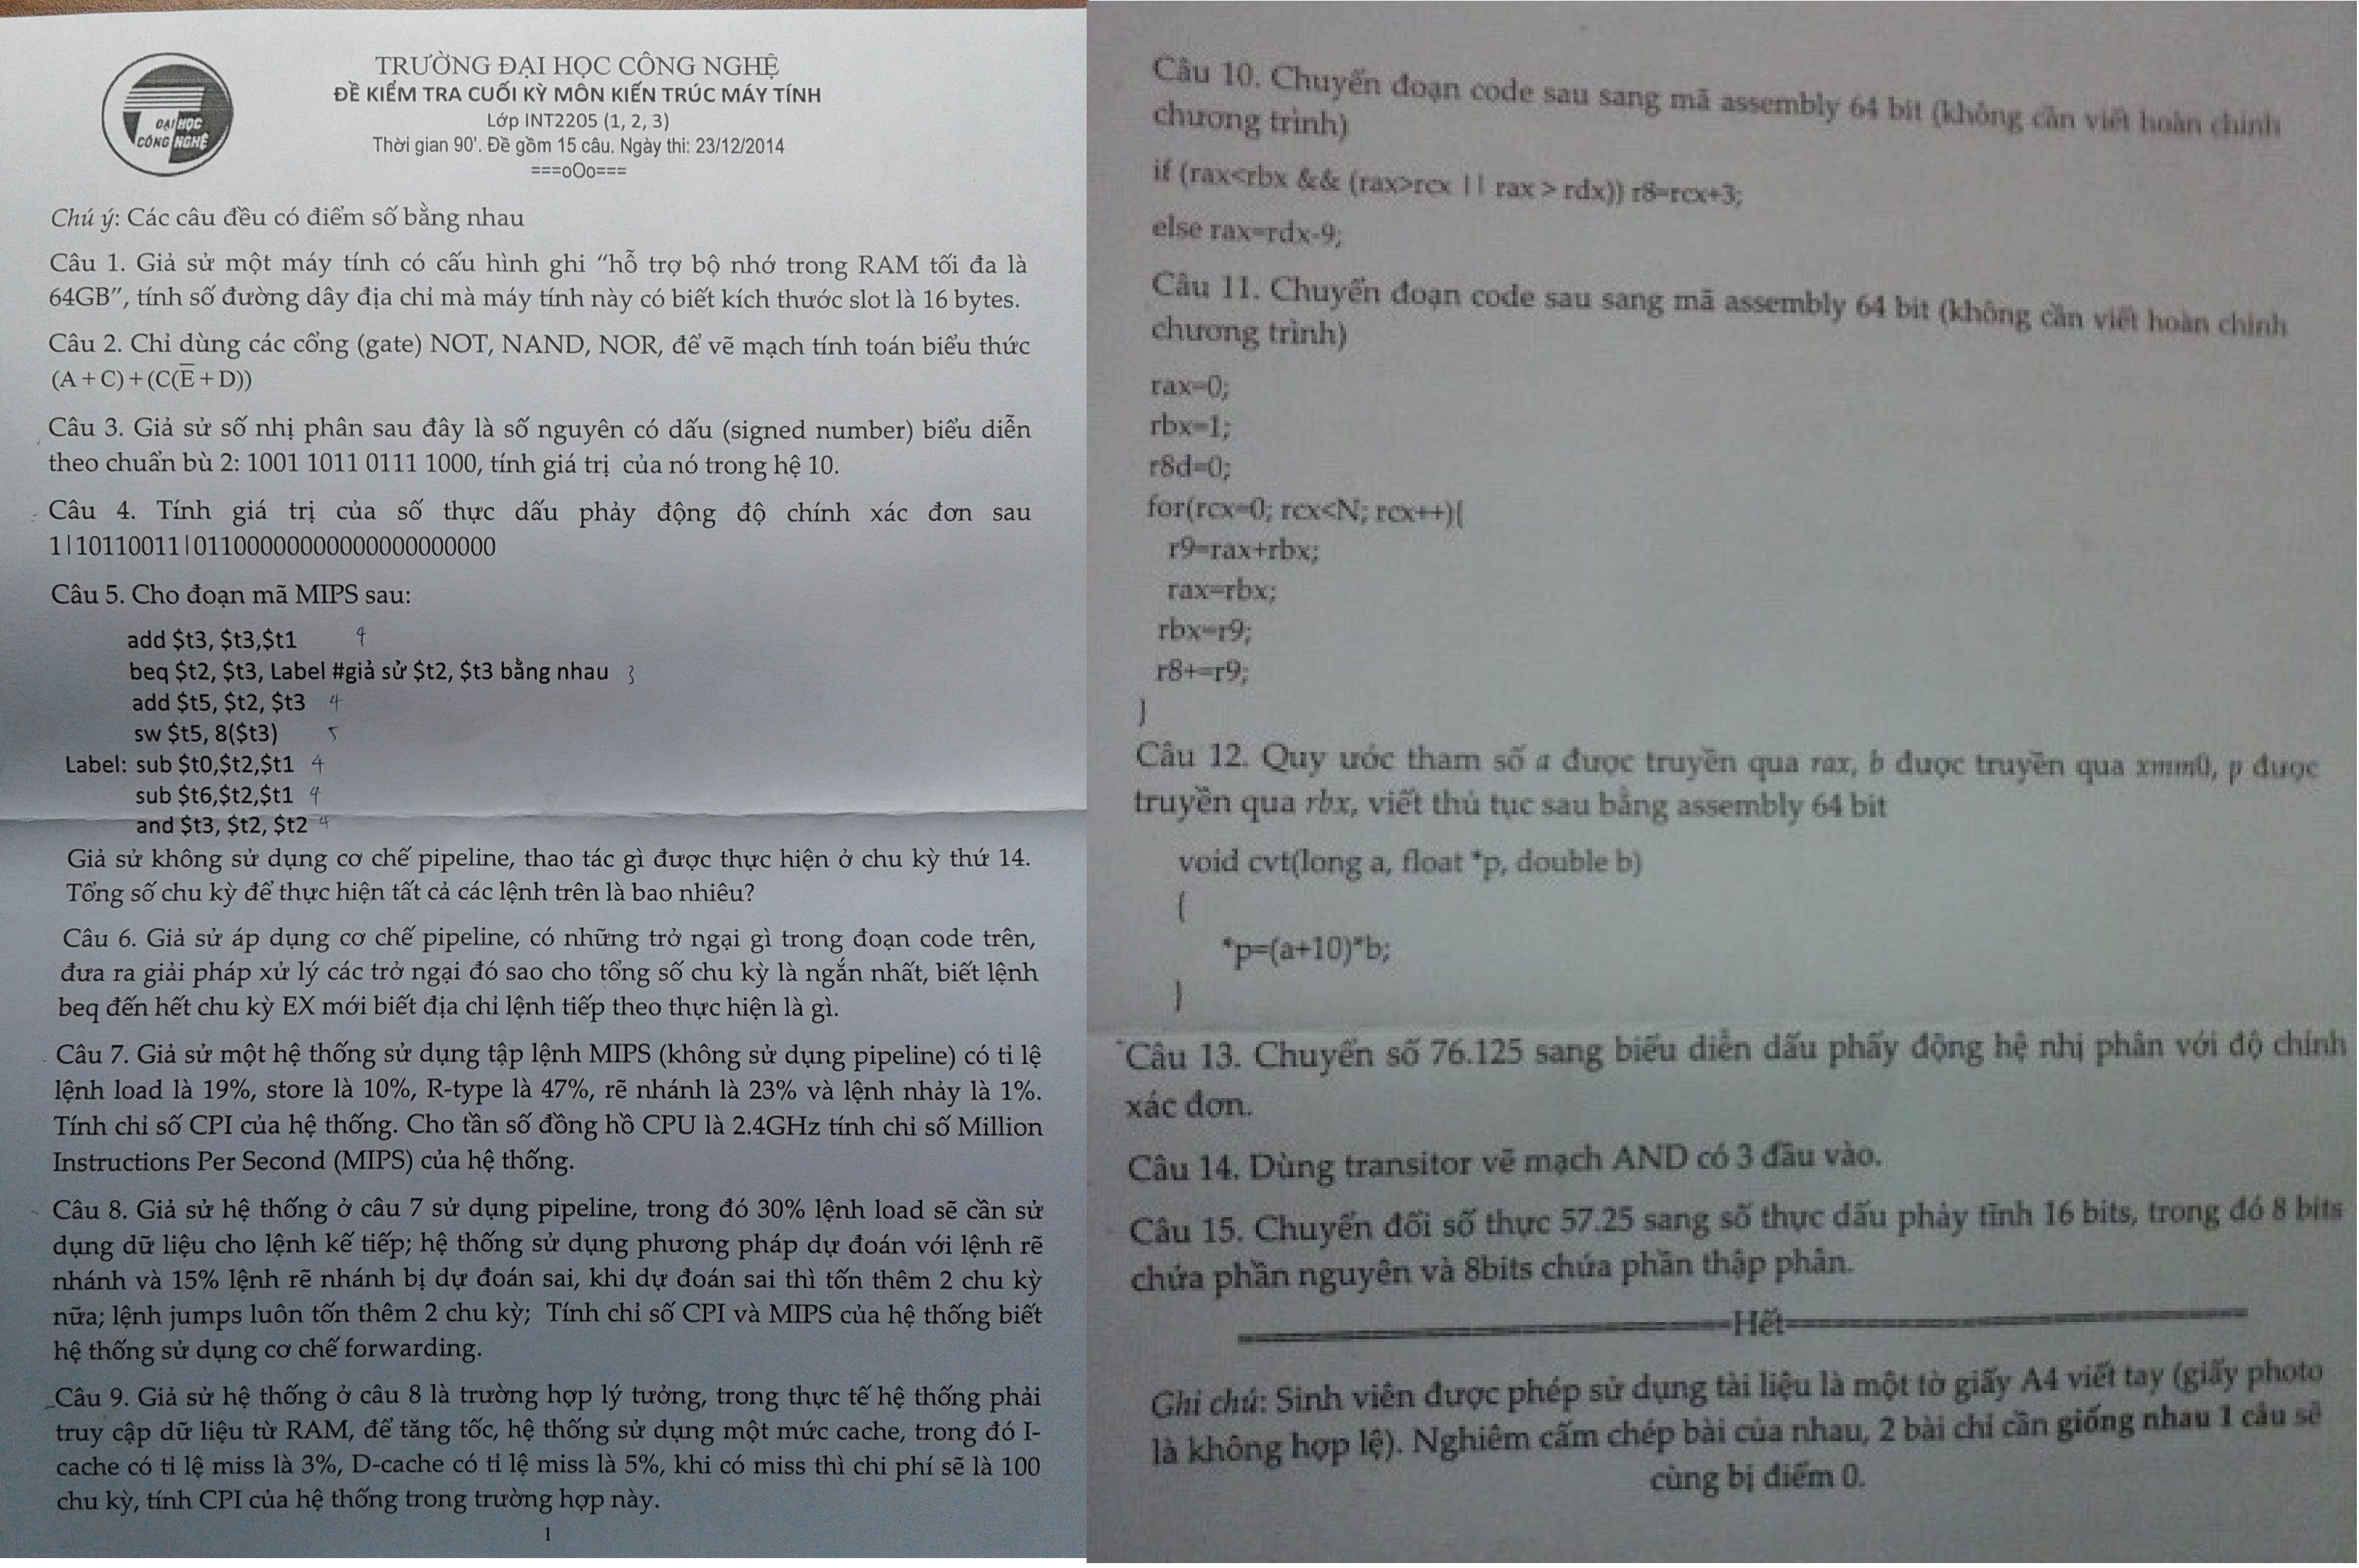 ĐẠI HỌC
CÔNG NGHỆ
TRƯỜNG ĐẠI HỌC CÔNG NGHỆ
ĐỀ KIỂM TRA CUỐI KỲ MÔN KIẾN TRÚC MÁY TÍNH
Lớp INT2205 (1, 2, 3)
Thời gian 90'. Đề gồm 15 câu. Ngày thi: 23/12/2014
===oOo===
Chú ý: Các câu đều có điểm số bằng nhau
Câu 1. Giả sử một máy tính có cấu hình ghi "hỗ trợ bộ nhớ trong RAM tối đa là
64GB", tính số đường dây địa chỉ mà máy tính này có biết kích thước slot là 16 bytes.
Câu 2. Chỉ dùng các cổng (gate) NOT, NAND, NOR, để vẽ mạch tính toán biểu thức
(A + C) + (C(E̅ + D))
Câu 3. Giả sử số nhị phân sau đây là số nguyên có dấu (signed number) biểu diễn
theo chuẩn bù 2: 1001 1011 0111 1000, tính giá trị của nó trong hệ 10.
Câu 4. Tính giá trị của số thực dấu phảy động độ chính xác đơn sau
1|10110011|01100000000000000000000
Câu 5. Cho đoạn mã MIPS sau:
add $t3, $t3,$t1 4
beq $t2, $t3, Label #giả sử $t2, $t3 bằng nhau 3
add $t5, $t2, $t3 4
sw $t5, 8($t3) 5
Label: sub $t0,$t2,$t1 4
sub $t6,$t2,$t1 4
and $t3, $t2, $t2 4
Giả sử không sử dụng cơ chế pipeline, thao tác gì được thực hiện ở chu kỳ thứ 14.
Tổng số chu kỳ để thực hiện tất cả các lệnh trên là bao nhiêu?
Câu 6. Giả sử áp dụng cơ chế pipeline, có những trở ngại gì trong đoạn code trên,
đưa ra giải pháp xử lý các trở ngại đó sao cho tổng số chu kỳ là ngắn nhất, biết lệnh
beq đến hết chu kỳ EX mới biết địa chỉ lệnh tiếp theo thực hiện là gì.
Câu 7. Giả sử một hệ thống sử dụng tập lệnh MIPS (không sử dụng pipeline) có tỉ lệ
lệnh load là 19%, store là 10%, R-type là 47%, rẽ nhánh là 23% và lệnh nhảy là 1%.
Tính chỉ số CPI của hệ thống. Cho tần số đồng hồ CPU là 2.4GHz tính chỉ số Million
Instructions Per Second (MIPS) của hệ thống.
Câu 8. Giả sử hệ thống ở câu 7 sử dụng pipeline, trong đó 30% lệnh load sẽ cần sử
dụng dữ liệu cho lệnh kế tiếp; hệ thống sử dụng phương pháp dự đoán với lệnh rẽ
nhánh và 15% lệnh rẽ nhánh bị dự đoán sai, khi dự đoán sai thì tốn thêm 2 chu kỳ
nữa; lệnh jumps luôn tốn thêm 2 chu kỳ; Tính chỉ số CPI và MIPS của hệ thống biết
hệ thống sử dụng cơ chế forwarding.
Câu 9. Giả sử hệ thống ở câu 8 là trường hợp lý tưởng, trong thực tế hệ thống phải
truy cập dữ liệu từ RAM, để tăng tốc, hệ thống sử dụng một mức cache, trong đó I-
cache có tỉ lệ miss là 3%, D-cache có tỉ lệ miss là 5%, khi có miss thì chi phí sẽ là 100
chu kỳ, tính CPI của hệ thống trong trường hợp này.
1
Câu 10. Chuyển đoạn code sau sang mã assembly 64 bit (không cần viết hoàn chỉnh
chương trình)
if (rax<rbx && (rax>rcx || rax > rdx)) r8=rcx+3;
else rax=rdx-9;
Câu 11. Chuyển đoạn code sau sang mã assembly 64 bit (không cần viết hoàn chỉnh
chương trình)
rax=0;
rbx=1;
r8d=0;
for(rcx=0; rcx<N; rcx++){
r9=rax+rbx;
rax=rbx;
rbx=r9;
r8+=r9;
}
Câu 12. Quy ước tham số a được truyền qua rax, b được truyền qua xmm0, p được
truyền qua rbx, viết thủ tục sau bằng assembly 64 bit
void cvt(long a, float *p, double b)
{
*p=(a+10)*b;
}
Câu 13. Chuyển số 76.125 sang biểu diễn dấu phẩy động hệ nhị phân với độ chính
xác đơn.
Câu 14. Dùng transitor vẽ mạch AND có 3 đầu vào.
Câu 15. Chuyển đổi số thực 57.25 sang số thực dấu phảy tĩnh 16 bits, trong đó 8 bits
chứa phần nguyên và 8bits chứa phần thập phân.
Hết
Ghi chú: Sinh viên được phép sử dụng tài liệu là một tờ giấy A4 viết tay (giấy photo
là không hợp lệ). Nghiêm cấm chép bài của nhau, 2 bài chỉ cần giống nhau 1 câu sẽ
cùng bị điểm 0.